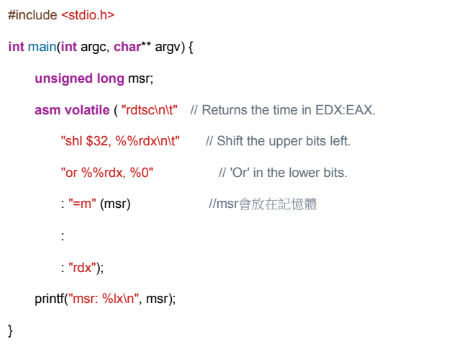 #include <stdio.h>
int main(int argc, char** argv) {
unsigned long msr;
asm volatile ( "rdtsc\n\t" // Returns the time in EDX:EAX.
"shl $32, %%rdx\n\t" // Shift the upper bits left.
"or %%rdx, %0" // 'Or' in the lower bits.
: "=m" (msr) //msr會放在記憶體
:
: "rdx");
printf("msr: %lx\n", msr);
}